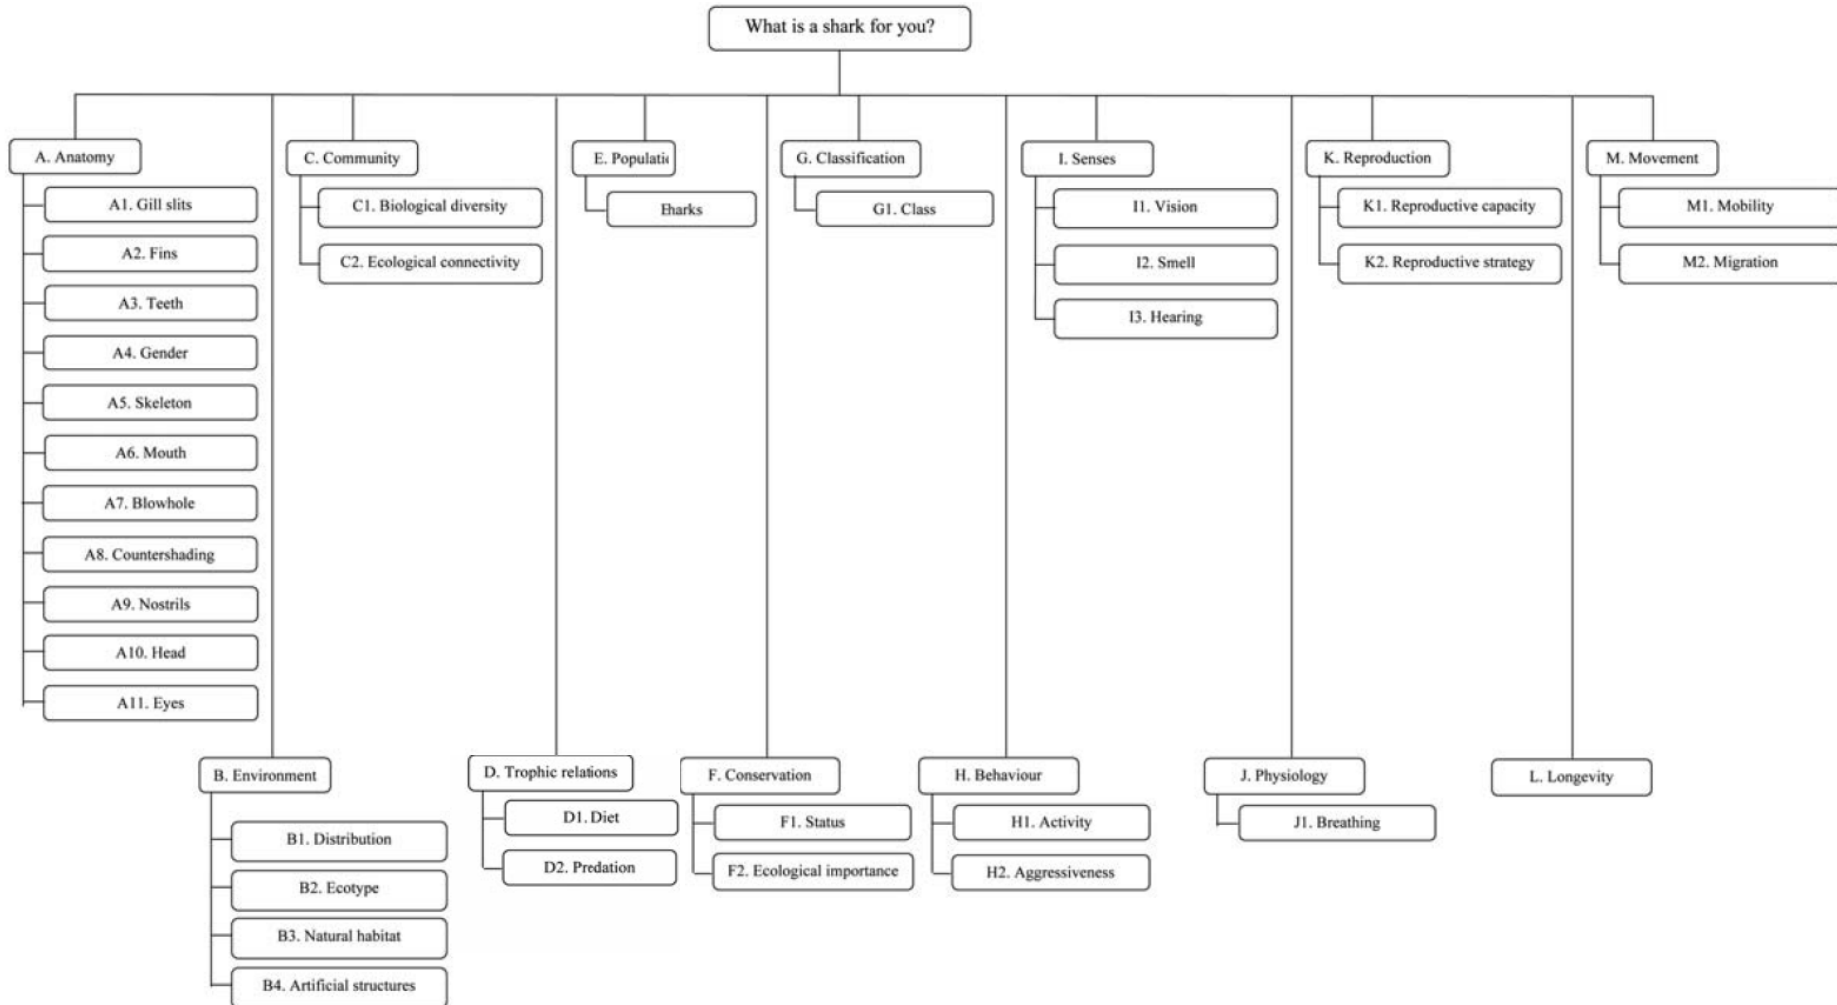 What is a shark for you?
A. Anatomy
A1. Gill slits
A2. Fins
A3. Teeth
A4. Gender
A5. Skeleton
A6. Mouth
A7. Blowhole
A8. Countershading
A9. Nostrils
A10. Head
A11. Eyes
B. Environment
B1. Distribution
B2. Ecotype
B3. Natural habitat
B4. Artificial structures
C. Community
C1. Biological diversity
C2. Ecological connectivity
D. Trophic relations
D1. Diet
D2. Predation
E. Populati
harks
F. Conservation
F1. Status
F2. Ecological importance
G. Classification
G1. Class
H. Behaviour
H1. Activity
H2. Aggressiveness
I. Senses
I1. Vision
I2. Smell
I3. Hearing
J. Physiology
J1. Breathing
K. Reproduction
K1. Reproductive capacity
K2. Reproductive strategy
L. Longevity
M. Movement
M1. Mobility
M2. Migration